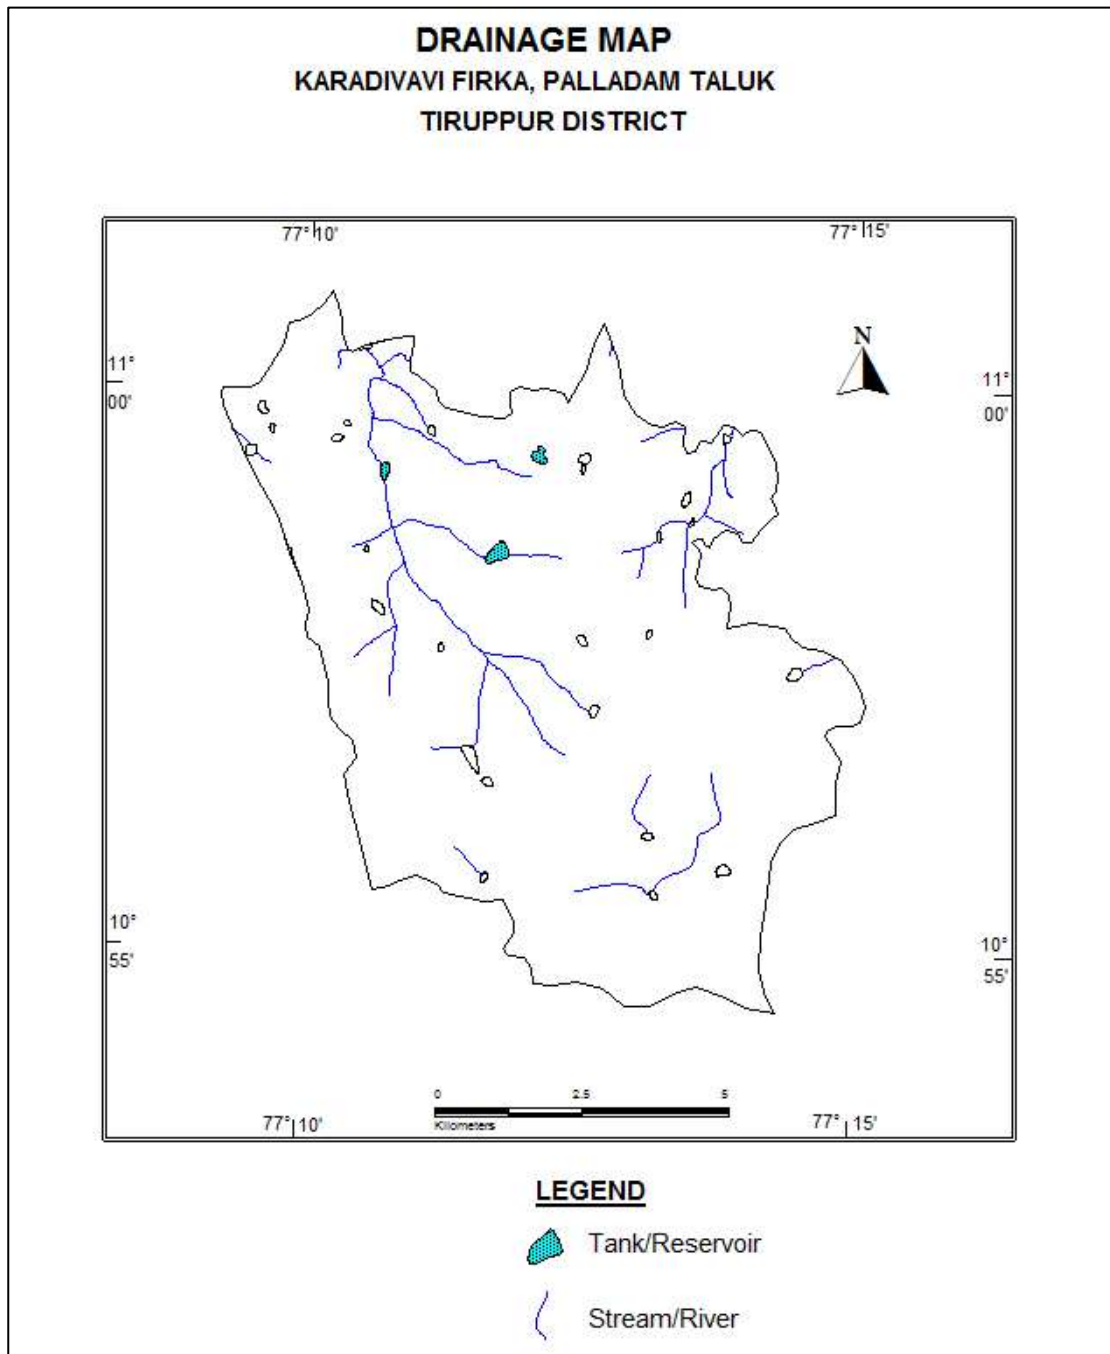 DRAINAGE MAP
KARADIVAVI FIRKA, PALLADAM TALUK
TIRUPPUR DISTRICT
77° 10'
77° 15'
N
11°
00'
11°
00'
10°
55'
10°
55'
0 2.5 5
Kilometers
77° 10'
77° 15'
LEGEND
Tank/Reservoir
Stream/River